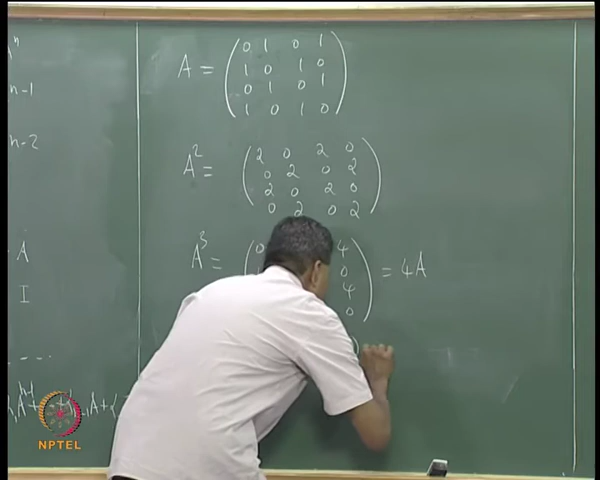 A =
0 1 0 1
1 0 1 0
0 1 0 1
1 0 1 0
A² =
2 0 2 0
0 2 0 2
2 0 2 0
0 2 0 2
A³ =
0 4
0
4
0
= 4A
n-1
n-2
A
I
....
NPTEL